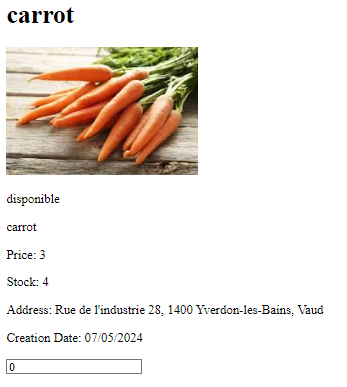 carrot
disponible
carrot
Price: 3
Stock: 4
Address: Rue de l'industrie 28, 1400 Yverdon-les-Bains, Vaud
Creation Date: 07/05/2024
0